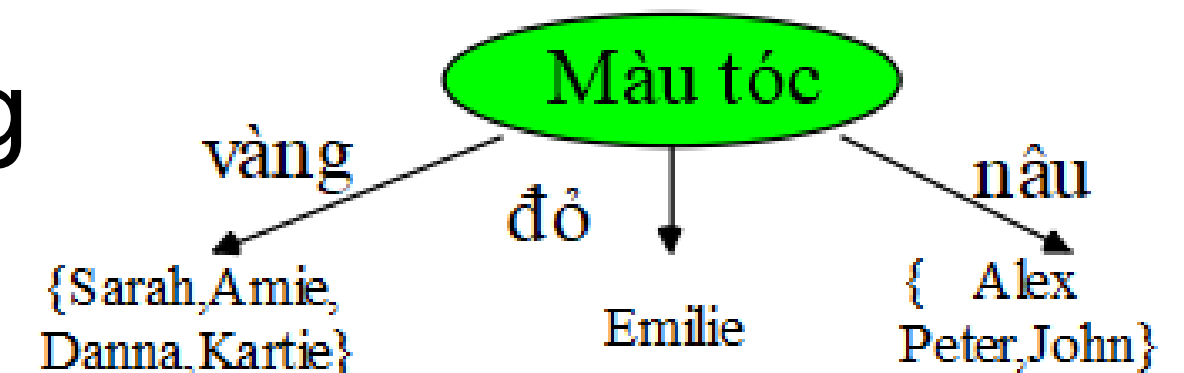 g
Màu tóc
vàng
đỏ
nâu
{Sarah,Amie,
Danna,Kartie}
Emilie
{ Alex
Peter,John}